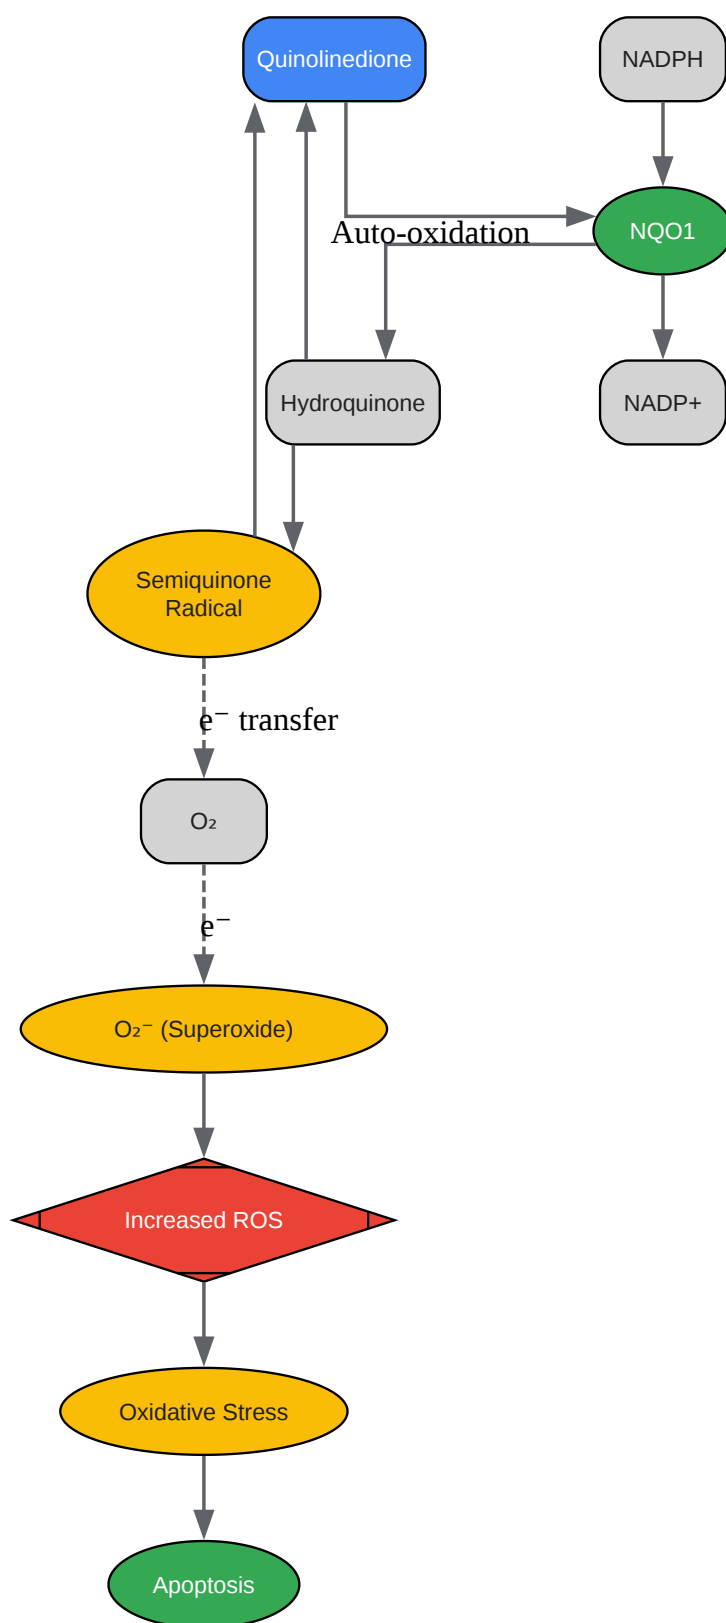 Quinolinedione
NADPH
Auto-oxidation
NQO1
Hydroquinone
NADP+
Semiquinone
Radical
e⁻ transfer
O₂
e⁻
O₂⁻ (Superoxide)
Increased ROS
Oxidative Stress
Apoptosis